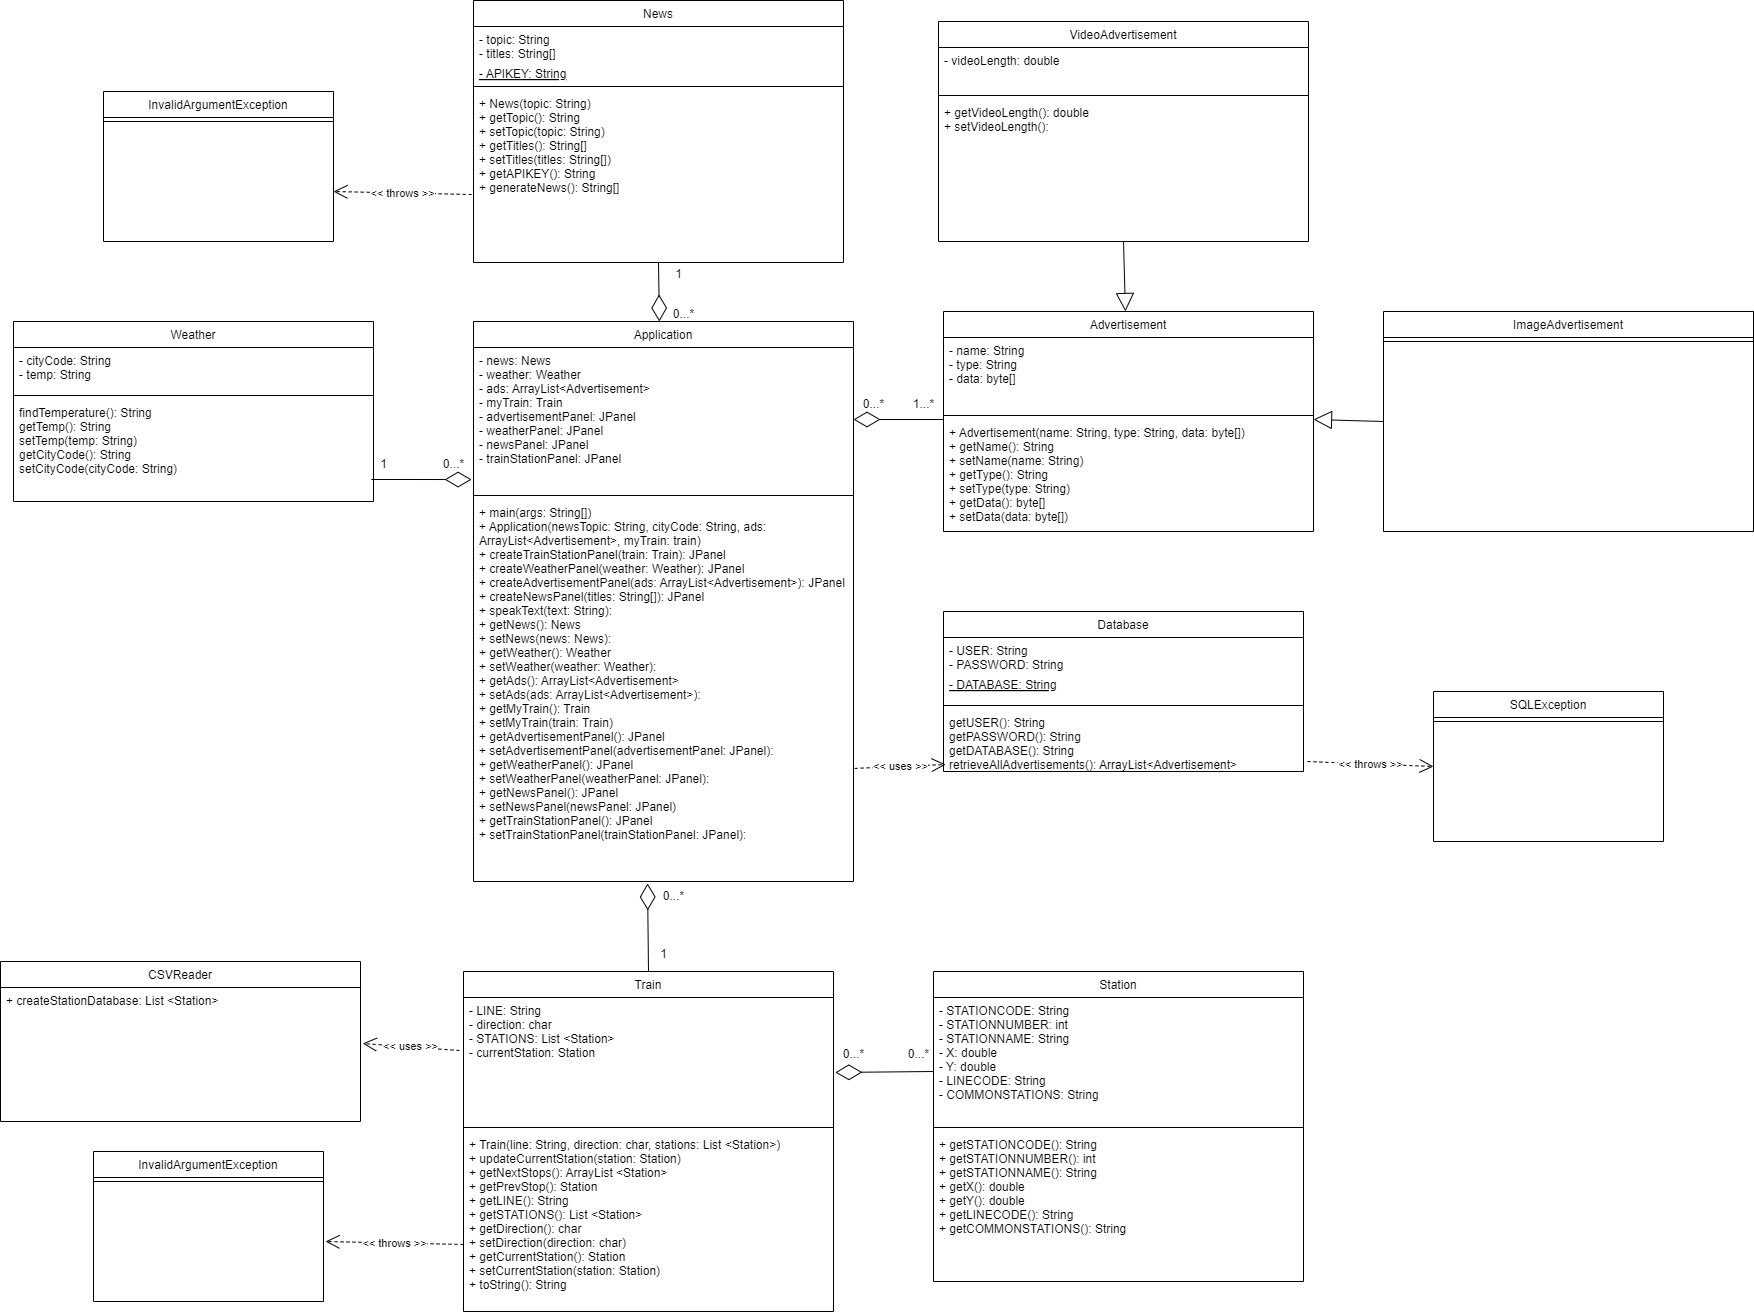 News
- topic: String
- titles: String[]
- APIKEY: String
+ News(topic: String)
+ getTopic(): String
+ setTopic(topic: String)
+ getTitles(): String[]
+ setTitles(titles: String[])
+ getAPIKEY(): String
+ generateNews(): String[]
VideoAdvertisement
- videoLength: double
+ getVideoLength(): double
+ setVideoLength():
InvalidArgumentException
<< throws >>
1
0...*
Weather
- cityCode: String
- temp: String
findTemperature(): String
getTemp(): String
setTemp(temp: String)
getCityCode(): String
setCityCode(cityCode: String)
1
0...*
Application
- news: News
- weather: Weather
- ads: ArrayList<Advertisement>
- myTrain: Train
- advertisementPanel: JPanel
- weatherPanel: JPanel
- newsPanel: JPanel
- trainStationPanel: JPanel
+ main(args: String[])
+ Application(newsTopic: String, cityCode: String, ads:
ArrayList<Advertisement>, myTrain: train)
+ createTrainStationPanel(train: Train): JPanel
+ createWeatherPanel(weather: Weather): JPanel
+ createAdvertisementPanel(ads: ArrayList<Advertisement>): JPanel
+ createNewsPanel(titles: String[]): JPanel
+ speakText(text: String):
+ getNews(): News
+ setNews(news: News):
+ getWeather(): Weather
+ setWeather(weather: Weather):
+ getAds(): ArrayList<Advertisement>
+ setAds(ads: ArrayList<Advertisement>):
+ getMyTrain(): Train
+ setMyTrain(train: Train)
+ getAdvertisementPanel(): JPanel
+ setAdvertisementPanel(advertisementPanel: JPanel):
+ getWeatherPanel(): JPanel
+ setWeatherPanel(weatherPanel: JPanel):
+ getNewsPanel(): JPanel
+ setNewsPanel(newsPanel: JPanel)
+ getTrainStationPanel(): JPanel
+ setTrainStationPanel(trainStationPanel: JPanel):
0...*
1...*
Advertisement
- name: String
- type: String
- data: byte[]
+ Advertisement(name: String, type: String, data: byte[])
+ getName(): String
+ setName(name: String)
+ getType(): String
+ setType(type: String)
+ getData(): byte[]
+ setData(data: byte[])
ImageAdvertisement
Database
- USER: String
- PASSWORD: String
- DATABASE: String
getUSER(): String
getPASSWORD(): String
getDATABASE(): String
retrieveAllAdvertisements(): ArrayList<Advertisement>
<< uses >>
<< throws >>
SQLException
0...*
1
CSVReader
+ createStationDatabase: List <Station>
<< uses >>
InvalidArgumentException
<< throws >>
Train
- LINE: String
- direction: char
- STATIONS: List <Station>
- currentStation: Station
+ Train(line: String, direction: char, stations: List <Station>)
+ updateCurrentStation(station: Station)
+ getNextStops(): ArrayList <Station>
+ getPrevStop(): Station
+ getLINE(): String
+ getSTATIONS(): List <Station>
+ getDirection(): char
+ setDirection(direction: char)
+ getCurrentStation(): Station
+ setCurrentStation(station: Station)
+ toString(): String
0...*
0...*
Station
- STATIONCODE: String
- STATIONNUMBER: int
- STATIONNAME: String
- X: double
- Y: double
- LINECODE: String
- COMMONSTATIONS: String
+ getSTATIONCODE(): String
+ getSTATIONNUMBER(): int
+ getSTATIONNAME(): String
+ getX(): double
+ getY(): double
+ getLINECODE(): String
+ getCOMMONSTATIONS(): String